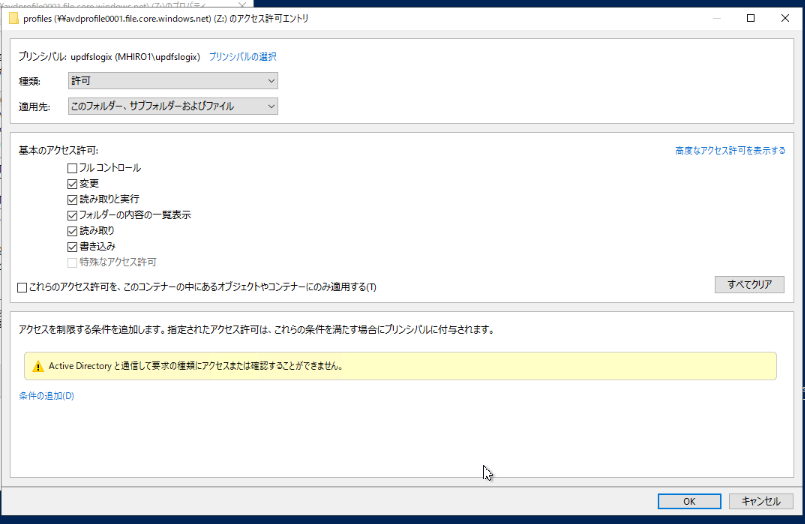 profiles (¥¥avdprofile0001.file.core.windows.net) (Z:) のアクセス許可エントリ
プリンシパル: updfslogix (MHIRO1\updfslogix) プリンシパルの選択
種類: 許可
適用先: このフォルダー、サブフォルダーおよびファイル
基本のアクセス許可: 高度なアクセス許可を表示する
フル コントロール
変更
読み取りと実行
フォルダーの内容の一覧表示
読み取り
書き込み
特殊なアクセス許可
これらのアクセス許可を、このコンテナーの中にあるオブジェクトやコンテナーにのみ適用する(T) すべてクリア
アクセスを制限する条件を追加します。指定されたアクセス許可は、これらの条件を満たす場合にプリンシパルに付与されます。
Active Directory と通信して要求の種類にアクセスまたは確認することができません。
条件の追加(D)
OK キャンセル